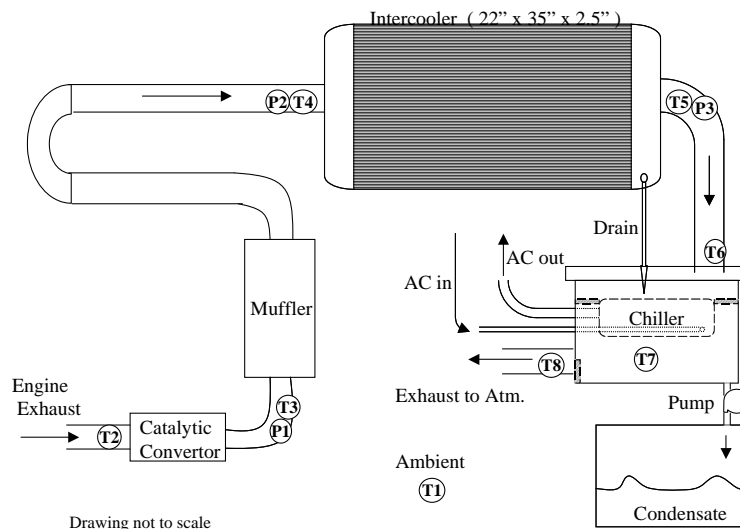 Intercooler ( 22” x 35” x 2.5” )
P2 T4
T5 P3
Drain
T6
AC out
AC in
Muffler
Chiller
T7
T8
Engine
Exhaust
T3
Exhaust to Atm.
Pump
T2
Catalytic
Convertor
P1
Ambient
T1
Condensate
Drawing not to scale